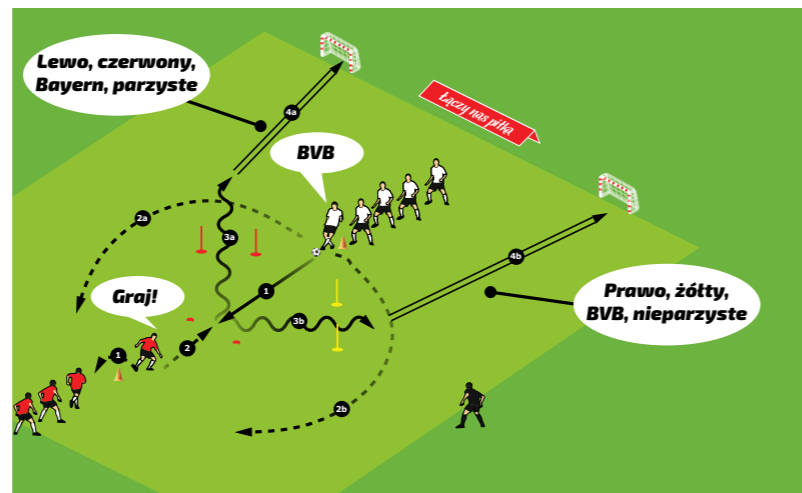 Lewo, czerwony,
Bayern, parzyste
4a
Łączy nas piłka
BVB
2a
3a
4b
Graj!
1
Prawo, żółty,
BVB, nieparzyste
3b
2
1
2b